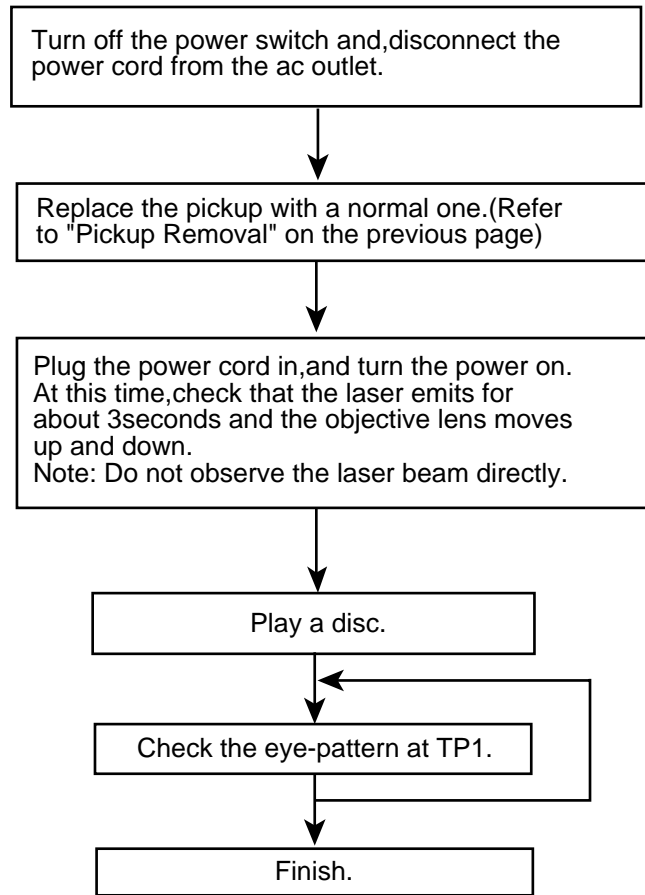 Turn off the power switch and,disconnect the
power cord from the ac outlet.
Replace the pickup with a normal one.(Refer
to "Pickup Removal" on the previous page)
Plug the power cord in,and turn the power on.
At this time,check that the laser emits for
about 3seconds and the objective lens moves
up and down.
Note: Do not observe the laser beam directly.
Play a disc.
Check the eye-pattern at TP1.
Finish.